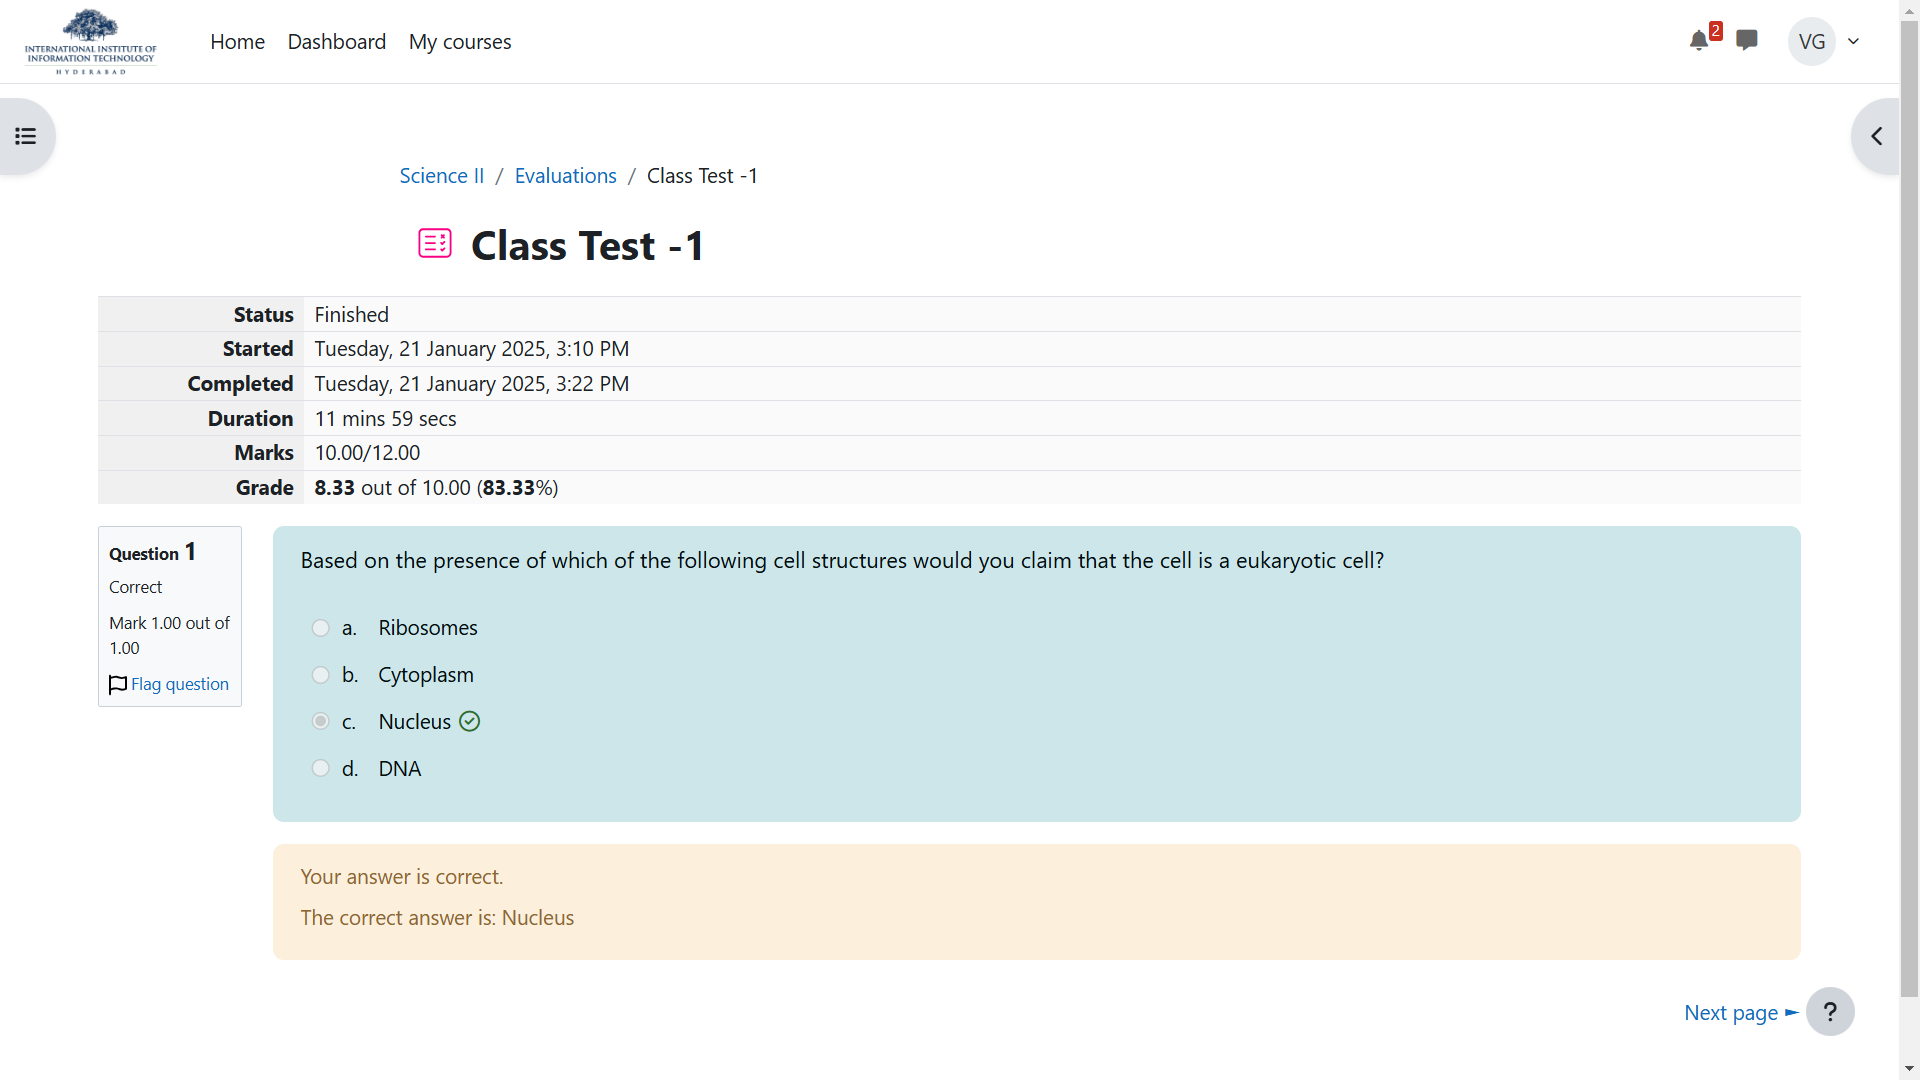 INTERNATIONAL INSTITUTE OF
INFORMATION TECHNOLOGY
HYDERABAD
Home Dashboard My courses
2
VG
Science II / Evaluations / Class Test -1
Class Test -1
Status Finished
Started Tuesday, 21 January 2025, 3:10 PM
Completed Tuesday, 21 January 2025, 3:22 PM
Duration 11 mins 59 secs
Marks 10.00/12.00
Grade 8.33 out of 10.00 (83.33%)
Question 1
Correct
Mark 1.00 out of
1.00
Flag question
Based on the presence of which of the following cell structures would you claim that the cell is a eukaryotic cell?
a. Ribosomes
b. Cytoplasm
c. Nucleus
d. DNA
Your answer is correct.
The correct answer is: Nucleus
Next page ►
?